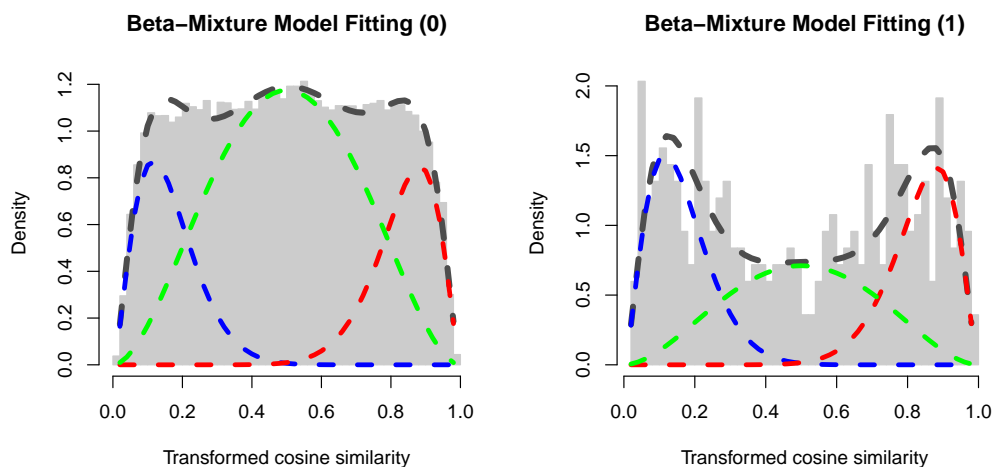 Beta−Mixture Model Fitting (0)
Density
0.0 0.2 0.4 0.6 0.8 1.0 1.2
0.0 0.2 0.4 0.6 0.8 1.0
Transformed cosine similarity
Beta−Mixture Model Fitting (1)
Density
0.0 0.5 1.0 1.5 2.0
0.0 0.2 0.4 0.6 0.8 1.0
Transformed cosine similarity